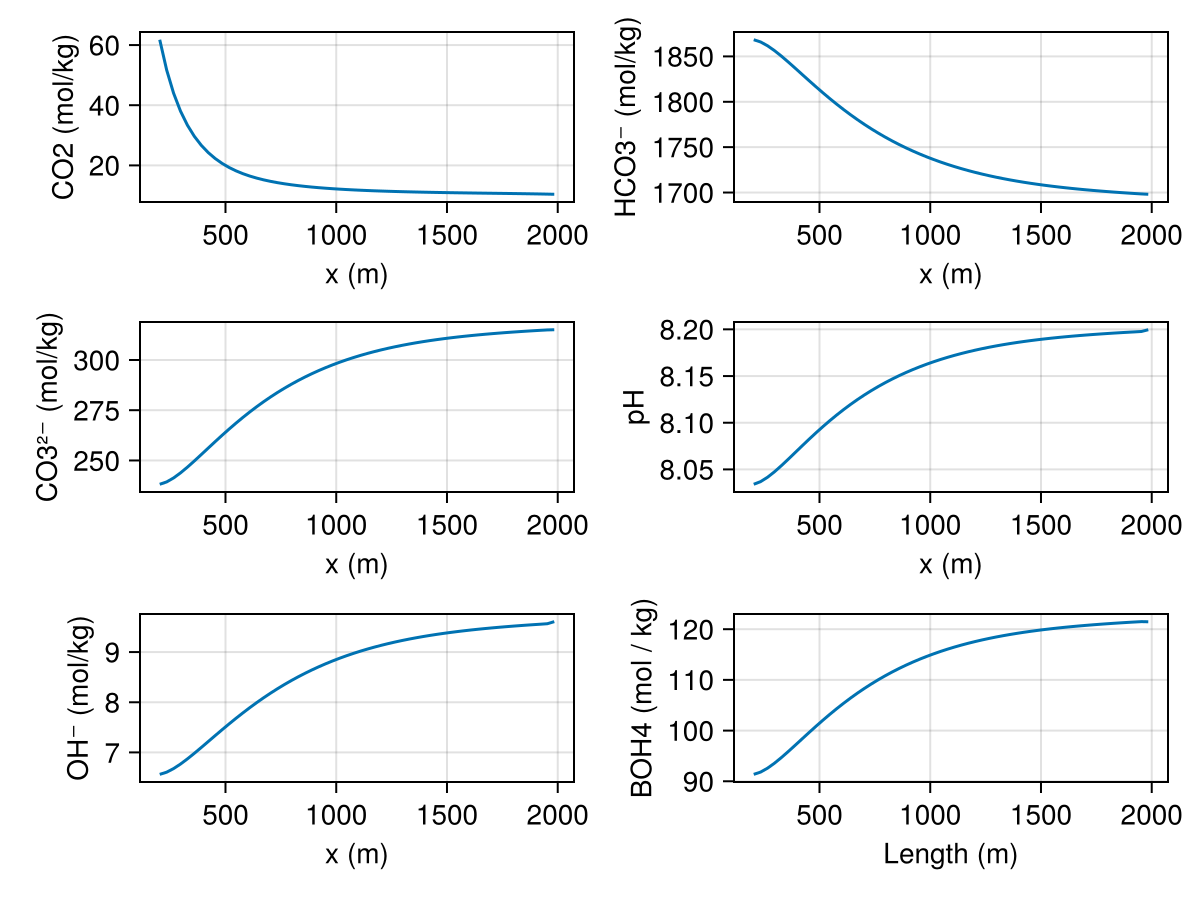 CO2 (mol/kg)
60
40
20
500 1000 1500 2000
x (m)
HCO3⁻ (mol/kg)
1850
1800
1750
1700
500 1000 1500 2000
x (m)
CO3²⁻ (mol/kg)
300
275
250
500 1000 1500 2000
x (m)
pH
8.20
8.15
8.10
8.05
500 1000 1500 2000
x (m)
OH⁻ (mol/kg)
9
8
7
500 1000 1500 2000
x (m)
BOH4 (mol / kg)
120
110
100
90
500 1000 1500 2000
Length (m)